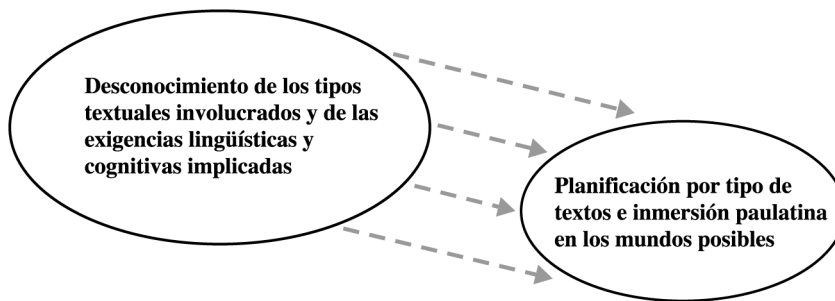 Desconocimiento de los tipos
textuales involucrados y de las
exigencias lingüísticas y
cognitivas implicadas
Planificación por tipo de
textos e inmersión paulatina
en los mundos posibles